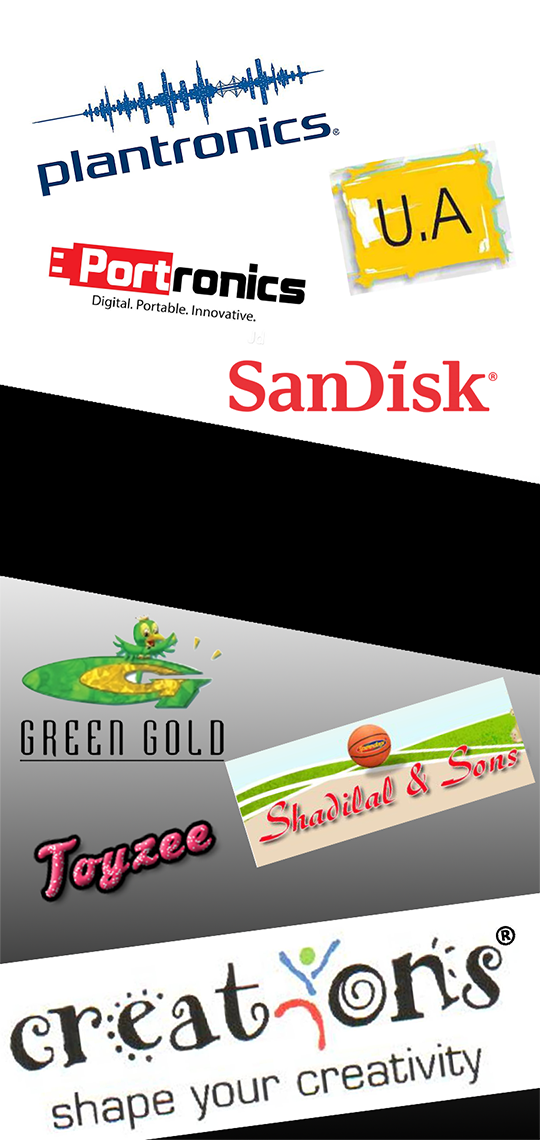 plantronics®
U.A
Portronics
Digital. Portable. Innovative.
SanDisk®
GREEN GOLD
Shadilal & Sons
Toyzee
creations®
shape your creativity